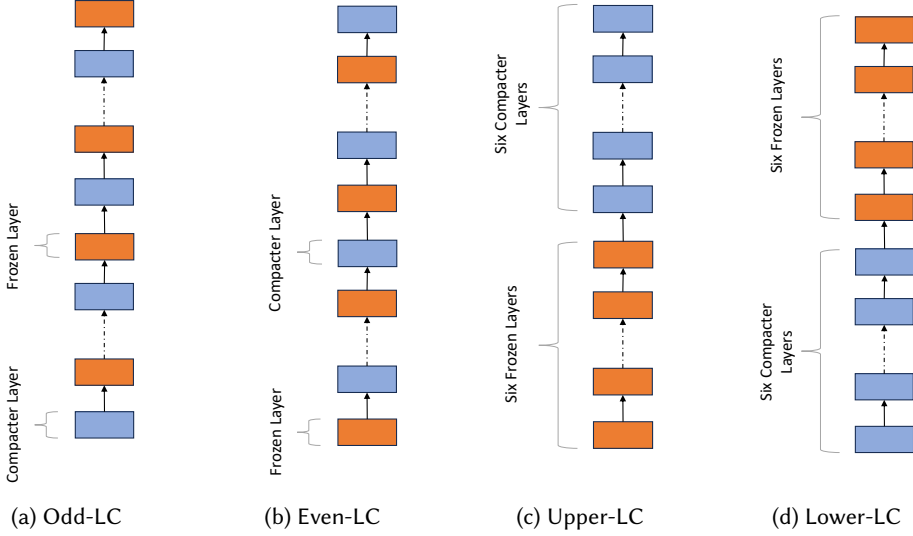 Frozen Layer
Compacter Layer
(a) Odd-LC
Compacter Layer
Frozen Layer
(b) Even-LC
Six Compacter
Layers
Six Frozen Layers
(c) Upper-LC
Six Frozen Layers
Six Compacter
Layers
(d) Lower-LC